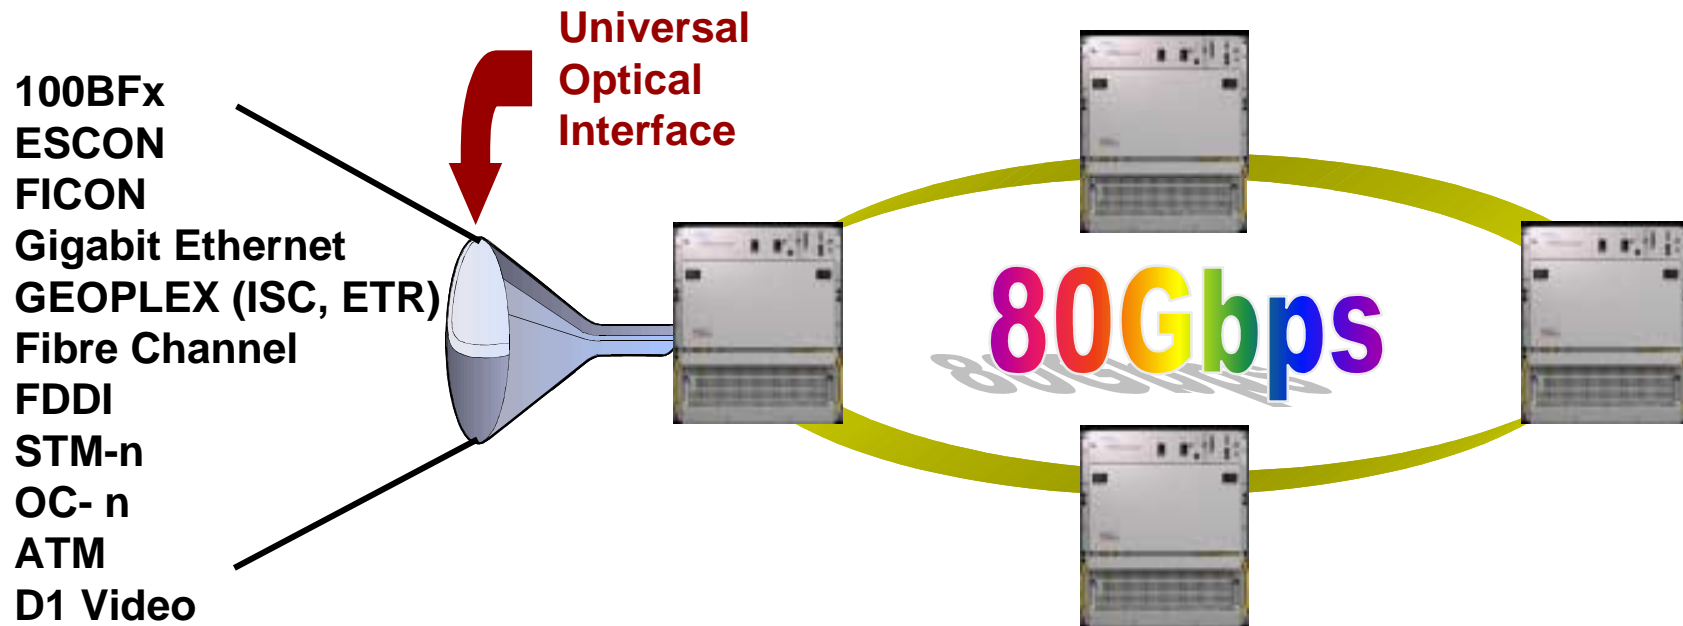 Universal
Optical
Interface
100BFx
ESCON
FICON
Gigabit Ethernet
GEOPLEX (ISC, ETR)
Fibre Channel
FDDI
STM-n
OC- n
ATM
D1 Video
80Gbps